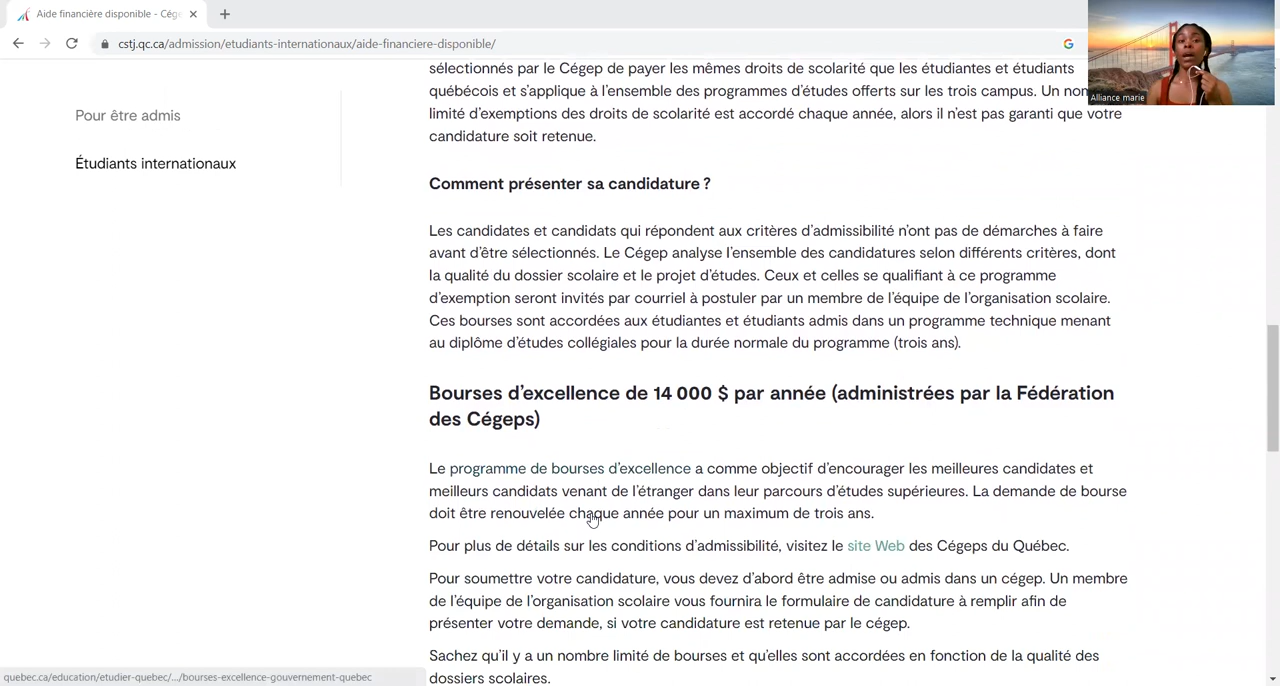 Aide financière disponible - Cége
cstj.qc.ca/admission/etudiants-internationaux/aide-financiere-disponible/
Alliance marie
Pour être admis
Étudiants internationaux
sélectionnés par le Cégep de payer les mêmes droits de scolarité que les étudiantes et étudiants
québécois et s'applique à l'ensemble des programmes d'études offerts sur les trois campus. Un
limité d'exemptions des droits de scolarité est accordé chaque année, alors il n'est pas garanti que votre
candidature soit retenue.
Comment présenter sa candidature ?
Les candidates et candidats qui répondent aux critères d'admissibilité n'ont pas de démarches à faire
avant d'être sélectionnés. Le Cégep analyse l'ensemble des candidatures selon différents critères, dont
la qualité du dossier scolaire et le projet d'études. Ceux et celles se qualifiant à ce programme
d'exemption seront invités par courriel à postuler par un membre de l'équipe de l'organisation scolaire.
Ces bourses sont accordées aux étudiantes et étudiants admis dans un programme technique menant
au diplôme d'études collégiales pour la durée normale du programme (trois ans).
Bourses d'excellence de 14 000 $ par année (administrées par la Fédération
des Cégeps)
Le programme de bourses d'excellence a comme objectif d'encourager les meilleures candidates et
meilleurs candidats venant de l'étranger dans leur parcours d'études supérieures. La demande de bourse
doit être renouvelée chaque année pour un maximum de trois ans.
Pour plus de détails sur les conditions d'admissibilité, visitez le site Web des Cégeps du Québec.
Pour soumettre votre candidature, vous devez d'abord être admise ou admis dans un cégep. Un membre
de l'équipe de l'organisation scolaire vous fournira le formulaire de candidature à remplir afin de
présenter votre demande, si votre candidature est retenue par le cégep.
Sachez qu'il y a un nombre limité de bourses et qu'elles sont accordées en fonction de la qualité des
dossiers scolaires.
quebec.ca/education/etudier-quebec/.../bourses-excellence-gouvernement-quebec